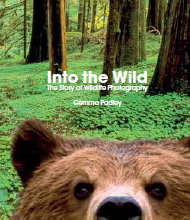 Into the Wild
The Story of Wildlife Photography
Gemma Padley